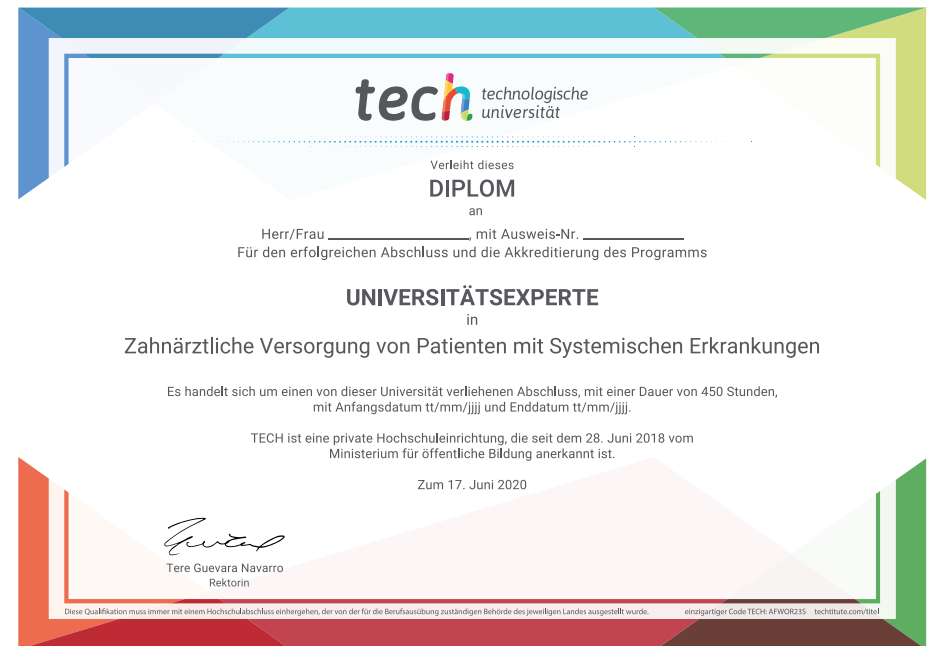 tech technologische
universität
Verleiht dieses
DIPLOM
an
Herr/Frau ____________________, mit Ausweis-Nr. ______________
Für den erfolgreichen Abschluss und die Akkreditierung des Programms
UNIVERSITÄTSEXPERTE
in
Zahnärztliche Versorgung von Patienten mit Systemischen Erkrankungen
Es handelt sich um einen von dieser Universität verliehenen Abschluss, mit einer Dauer von 450 Stunden,
mit Anfangsdatum tt/mm/jjjj und Enddatum tt/mm/jjjj.
TECH ist eine private Hochschuleinrichtung, die seit dem 28. Juni 2018 vom
Ministerium für öffentliche Bildung anerkannt ist.
Zum 17. Juni 2020
Tere Guevara Navarro
Rektorin
Diese Qualifikation muss immer mit einem Hochschulabschluss einhergehen, der von der für die Berufsausübung zuständigen Behörde des jeweiligen Landes ausgestellt wurde. einzigartiger Code TECH: AFWOR23S techtitute.com/titel